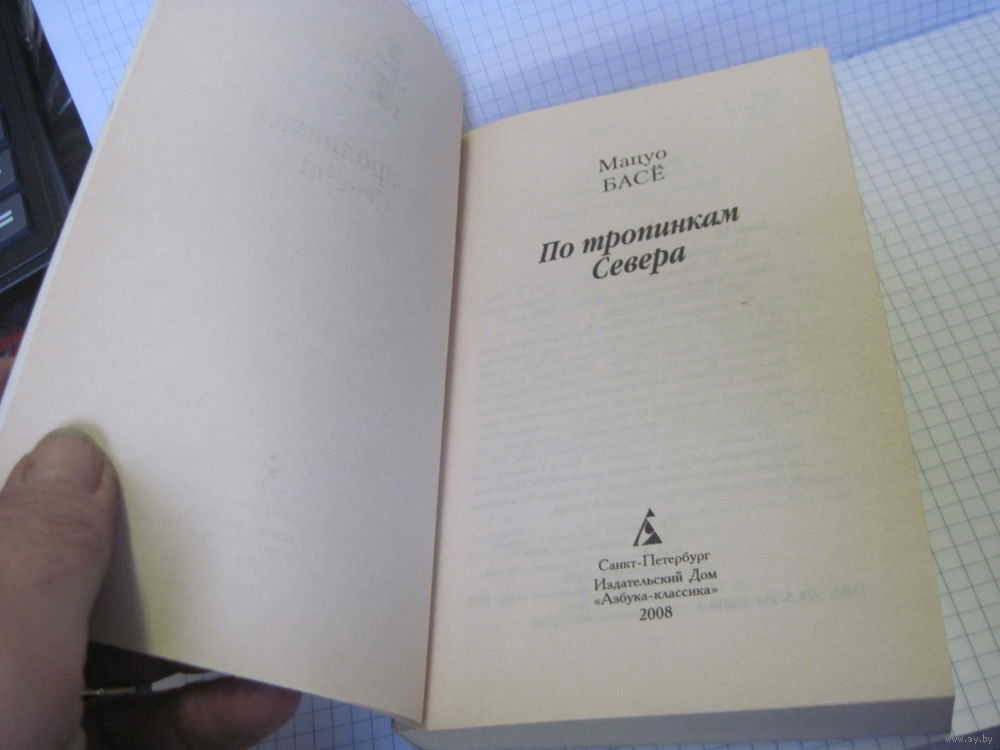 Мацуо
БАСЁ
По тропинкам
Севера
Санкт-Петербург
Издательский Дом
«Азбука-классика»
2008
www.ay.by